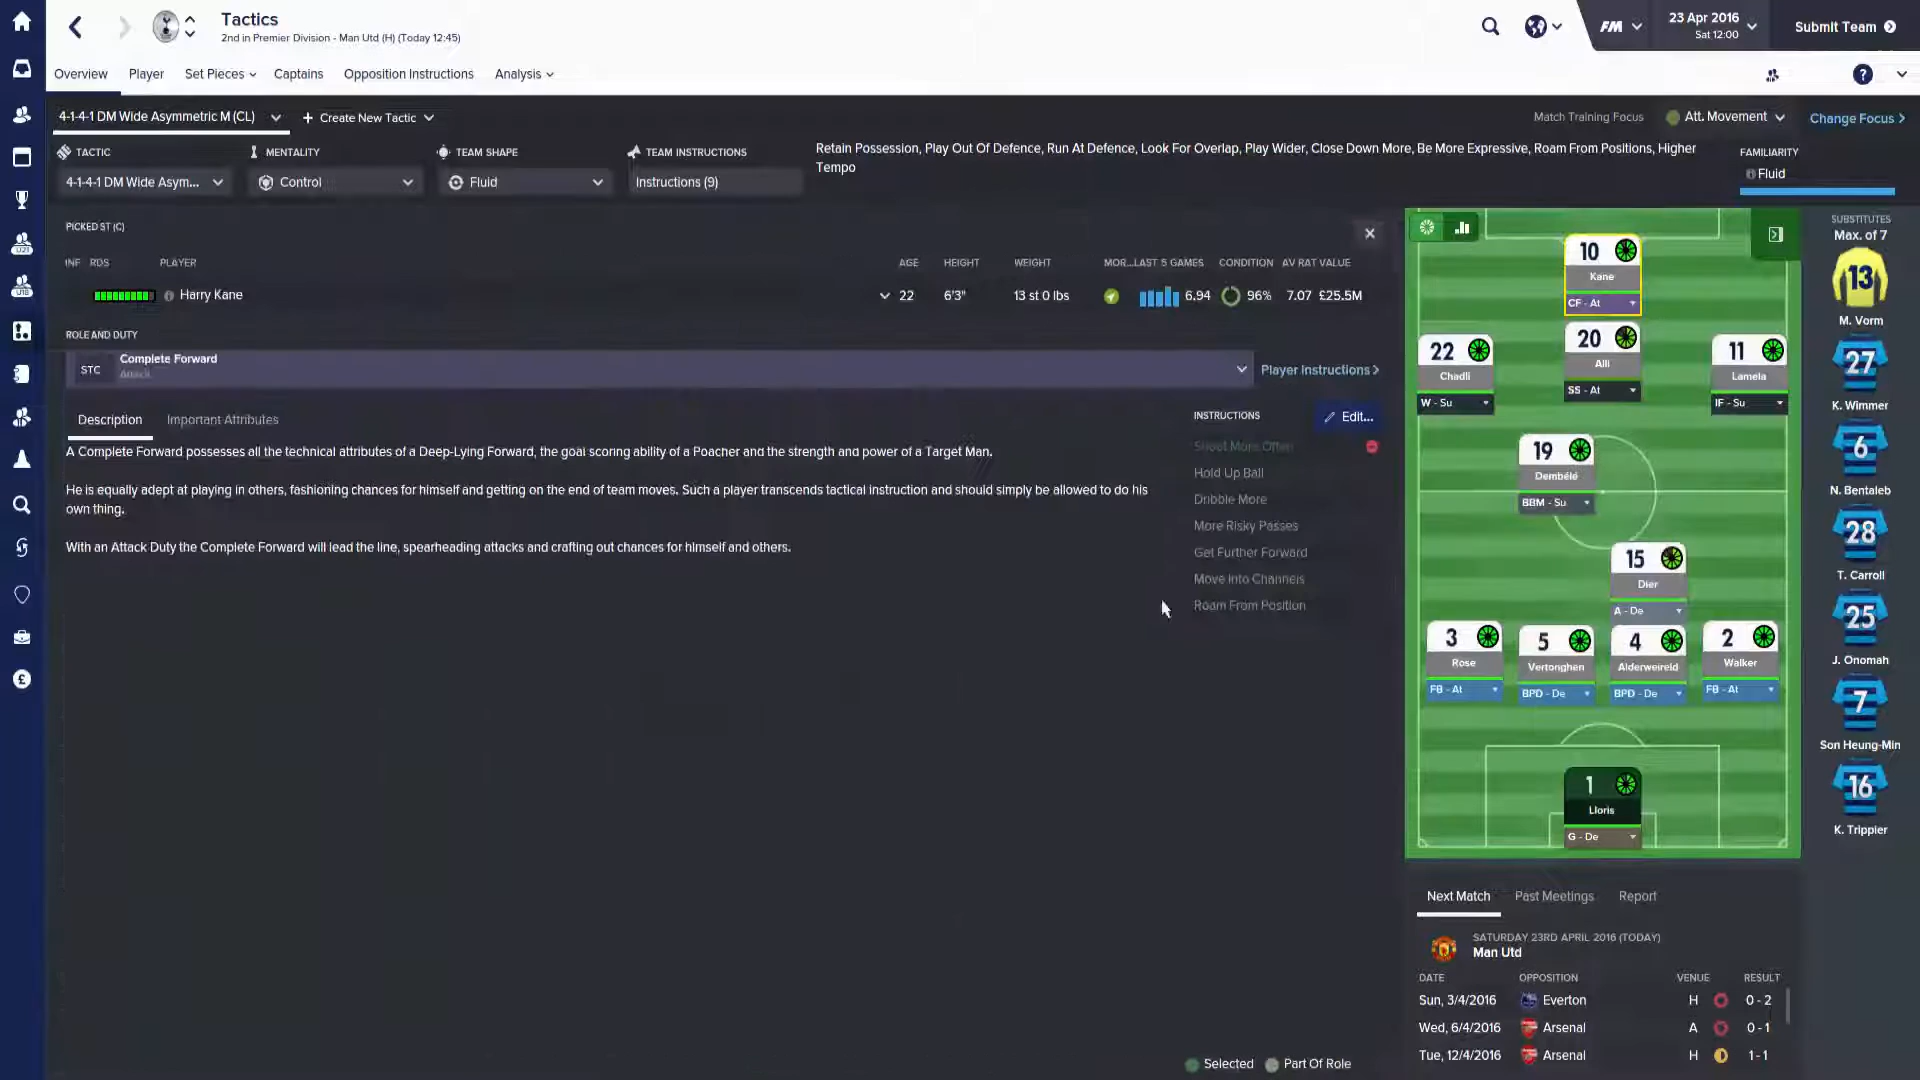 Tactics
2nd in Premier Division - Man Utd (H) (Today 12:45)
FM
23 Apr 2016
Sat 12:00
Submit Team
Overview
Player
Set Pieces
Captains
Opposition Instructions
Analysis
?
4-1-4-1 DM Wide Asymmetric M (CL)
+ Create New Tactic
Match Training Focus
Att. Movement
Change Focus >
TACTIC
MENTALITY
TEAM SHAPE
TEAM INSTRUCTIONS
4-1-4-1 DM Wide Asym...
Control
Fluid
Instructions (9)
Retain Possession, Play Out Of Defence, Run At Defence, Look For Overlap, Play Wider, Close Down More, Be More Expressive, Roam From Positions, Higher
Tempo
FAMILIARITY
Fluid
PICKED ST (C)
INF RDS PLAYER AGE HEIGHT WEIGHT MOR... LAST 5 GAMES CONDITION AV RAT VALUE
Harry Kane 22 6'3" 13 st 0 lbs 6.94 96% 7.07 £25.5M
ROLE AND DUTY
STC
Complete Forward
Attack
Player Instructions >
Description
Important Attributes
INSTRUCTIONS
Edit...
A Complete Forward possesses all the technical attributes of a Deep-Lying Forward, the goal scoring ability of a Poacher and the strength and power of a Target Man.
He is equally adept at playing in others, fashioning chances for himself and getting on the end of team moves. Such a player transcends tactical instruction and should simply be allowed to do his
own thing.
With an Attack Duty the Complete Forward will lead the line, spearheading attacks and crafting out chances for himself and others.
Shoot More Often
Hold Up Ball
Dribble More
More Risky Passes
Get Further Forward
Move Into Channels
Roam From Position
Selected
Part Of Role
10
Kane
CF - At
20
Alli
SS - At
22
Chadli
W - Su
11
Lamela
IF - Su
19
Dembélé
BBM - Su
15
Dier
A - De
3
Rose
FB - At
5
Vertonghen
BPD - De
4
Alderweireld
BPD - De
2
Walker
FB - At
1
Lloris
G - De
SUBSTITUTES
Max. of 7
13
M. Vorm
27
K. Wimmer
6
N. Bentaleb
28
T. Carroll
25
J. Onomah
7
Son Heung-Min
16
K. Trippier
Next Match
Past Meetings
Report
SATURDAY 23RD APRIL 2016 (TODAY)
Man Utd
DATE OPPOSITION VENUE RESULT
Sun, 3/4/2016 Everton H 0 - 2
Wed, 6/4/2016 Arsenal A 0 - 1
Tue, 12/4/2016 Arsenal H 1 - 1
U21
U18
£